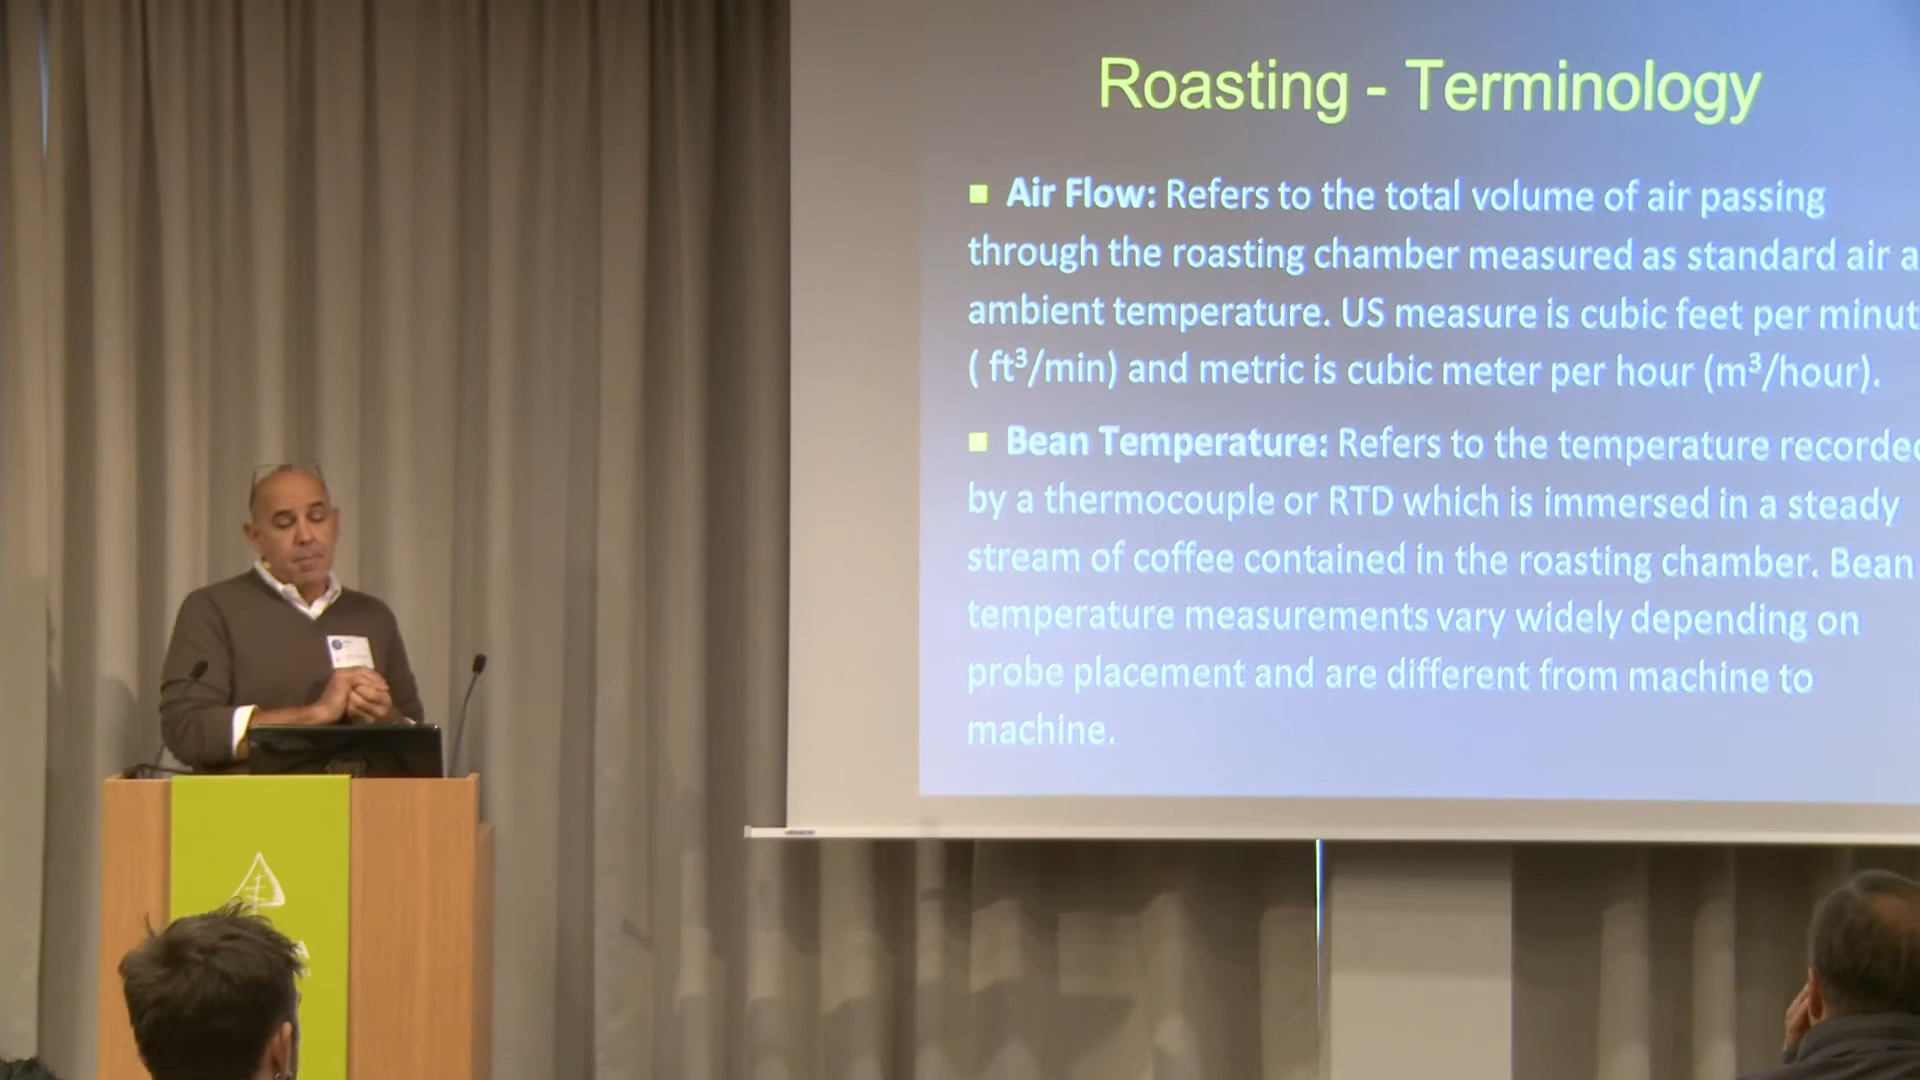 Roasting - Terminology
Air Flow: Refers to the total volume of air passing
through the roasting chamber measured as standard air a
ambient temperature. US measure is cubic feet per minut
( ft³/min) and metric is cubic meter per hour (m³/hour).
Bean Temperature: Refers to the temperature recorded
by a thermocouple or RTD which is immersed in a steady
stream of coffee contained in the roasting chamber. Bean
temperature measurements vary widely depending on
probe placement and are different from machine to
machine.